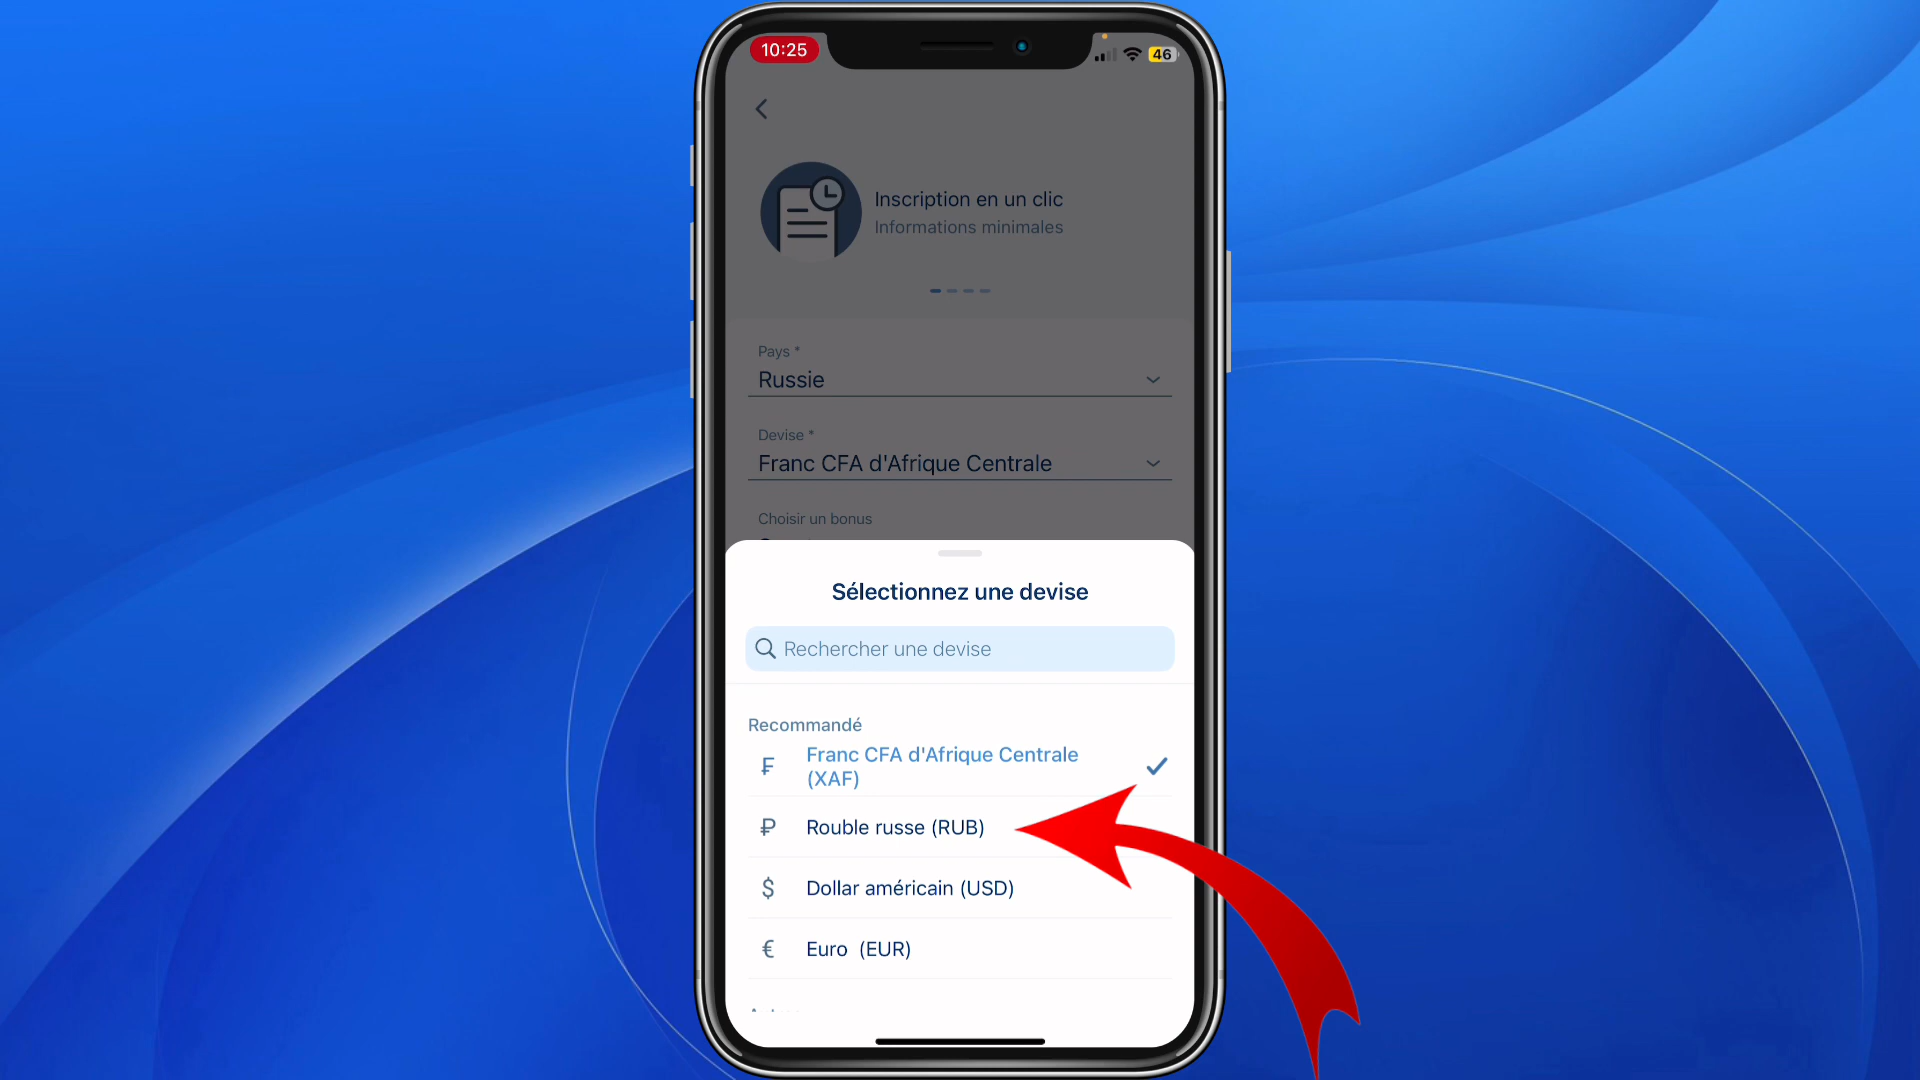 10:25
46
Inscription en un clic
Informations minimales
Pays *
Russie
Devise *
Franc CFA d'Afrique Centrale
Choisir un bonus
Sélectionnez une devise
Rechercher une devise
Recommandé
₣ Franc CFA d'Afrique Centrale
(XAF)
₽ Rouble russe (RUB)
$ Dollar américain (USD)
€ Euro (EUR)